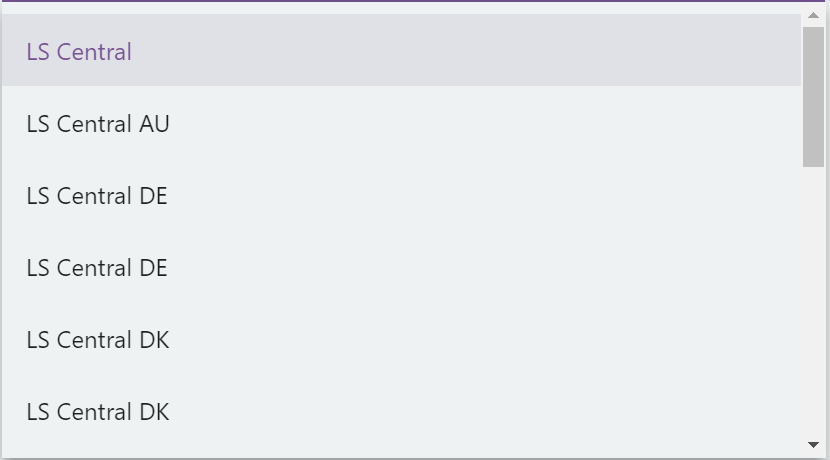 LS Central
LS Central AU
LS Central DE
LS Central DE
LS Central DK
LS Central DK